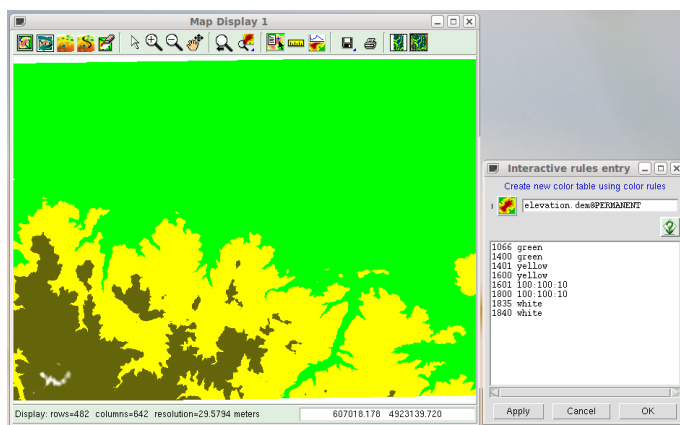 Map Display 1
Display: rows=482 columns=642 resolution=29.5794 meters
607018.178 4923139.720
Interactive rules entry
Create new color table using color rules
elevation.dem@PERMANENT
1066 green
1400 green
1401 yellow
1600 yellow
1601 100:100:10
1800 100:100:10
1835 white
1840 white
Apply
Cancel
OK